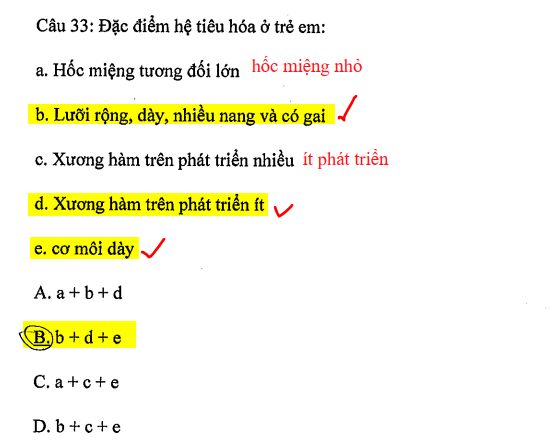 Câu 33: Đặc điểm hệ tiêu hóa ở trẻ em:
a. Hốc miệng tương đối lớn hốc miệng nhỏ
b. Lưỡi rộng, dày, nhiều nang và có gai
c. Xương hàm trên phát triển nhiều ít phát triển
d. Xương hàm trên phát triển ít
e. cơ môi dày
A. a + b + d
B. b + d + e
C. a + c + e
D. b + c + e